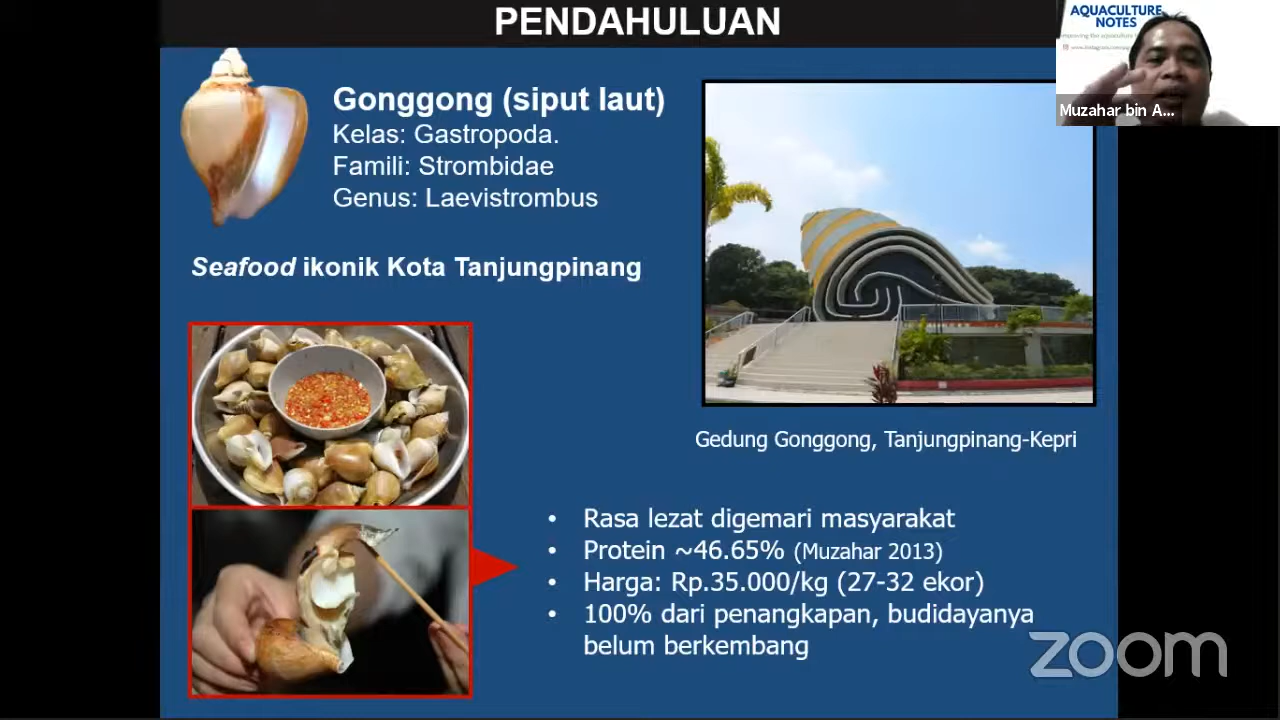 PENDAHULUAN
AQUACULTURE
NOTES
Muzahar bin A...
Gonggong (siput laut)
Kelas: Gastropoda.
Famili: Strombidae
Genus: Laevistrombus
Seafood ikonik Kota Tanjungpinang
Gedung Gonggong, Tanjungpinang-Kepri
• Rasa lezat digemari masyarakat
• Protein ~46.65% (Muzahar 2013)
• Harga: Rp.35.000/kg (27-32 ekor)
• 100% dari penangkapan, budidayanya
belum berkembang
zoom